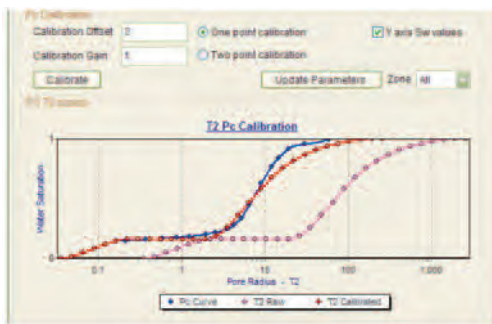 Pc Calibration
Calibration Offset 2 One point calibration Y axis Sw values
Calibration Gain Two point calibration
Calibrate Update Parameters Zone All
T2 Pc Calibration
1 1
Water Saturation
0.1 1 10 100 1,000
Pore Radius - T2
Pc Curve T2 Raw T2 Calibrated